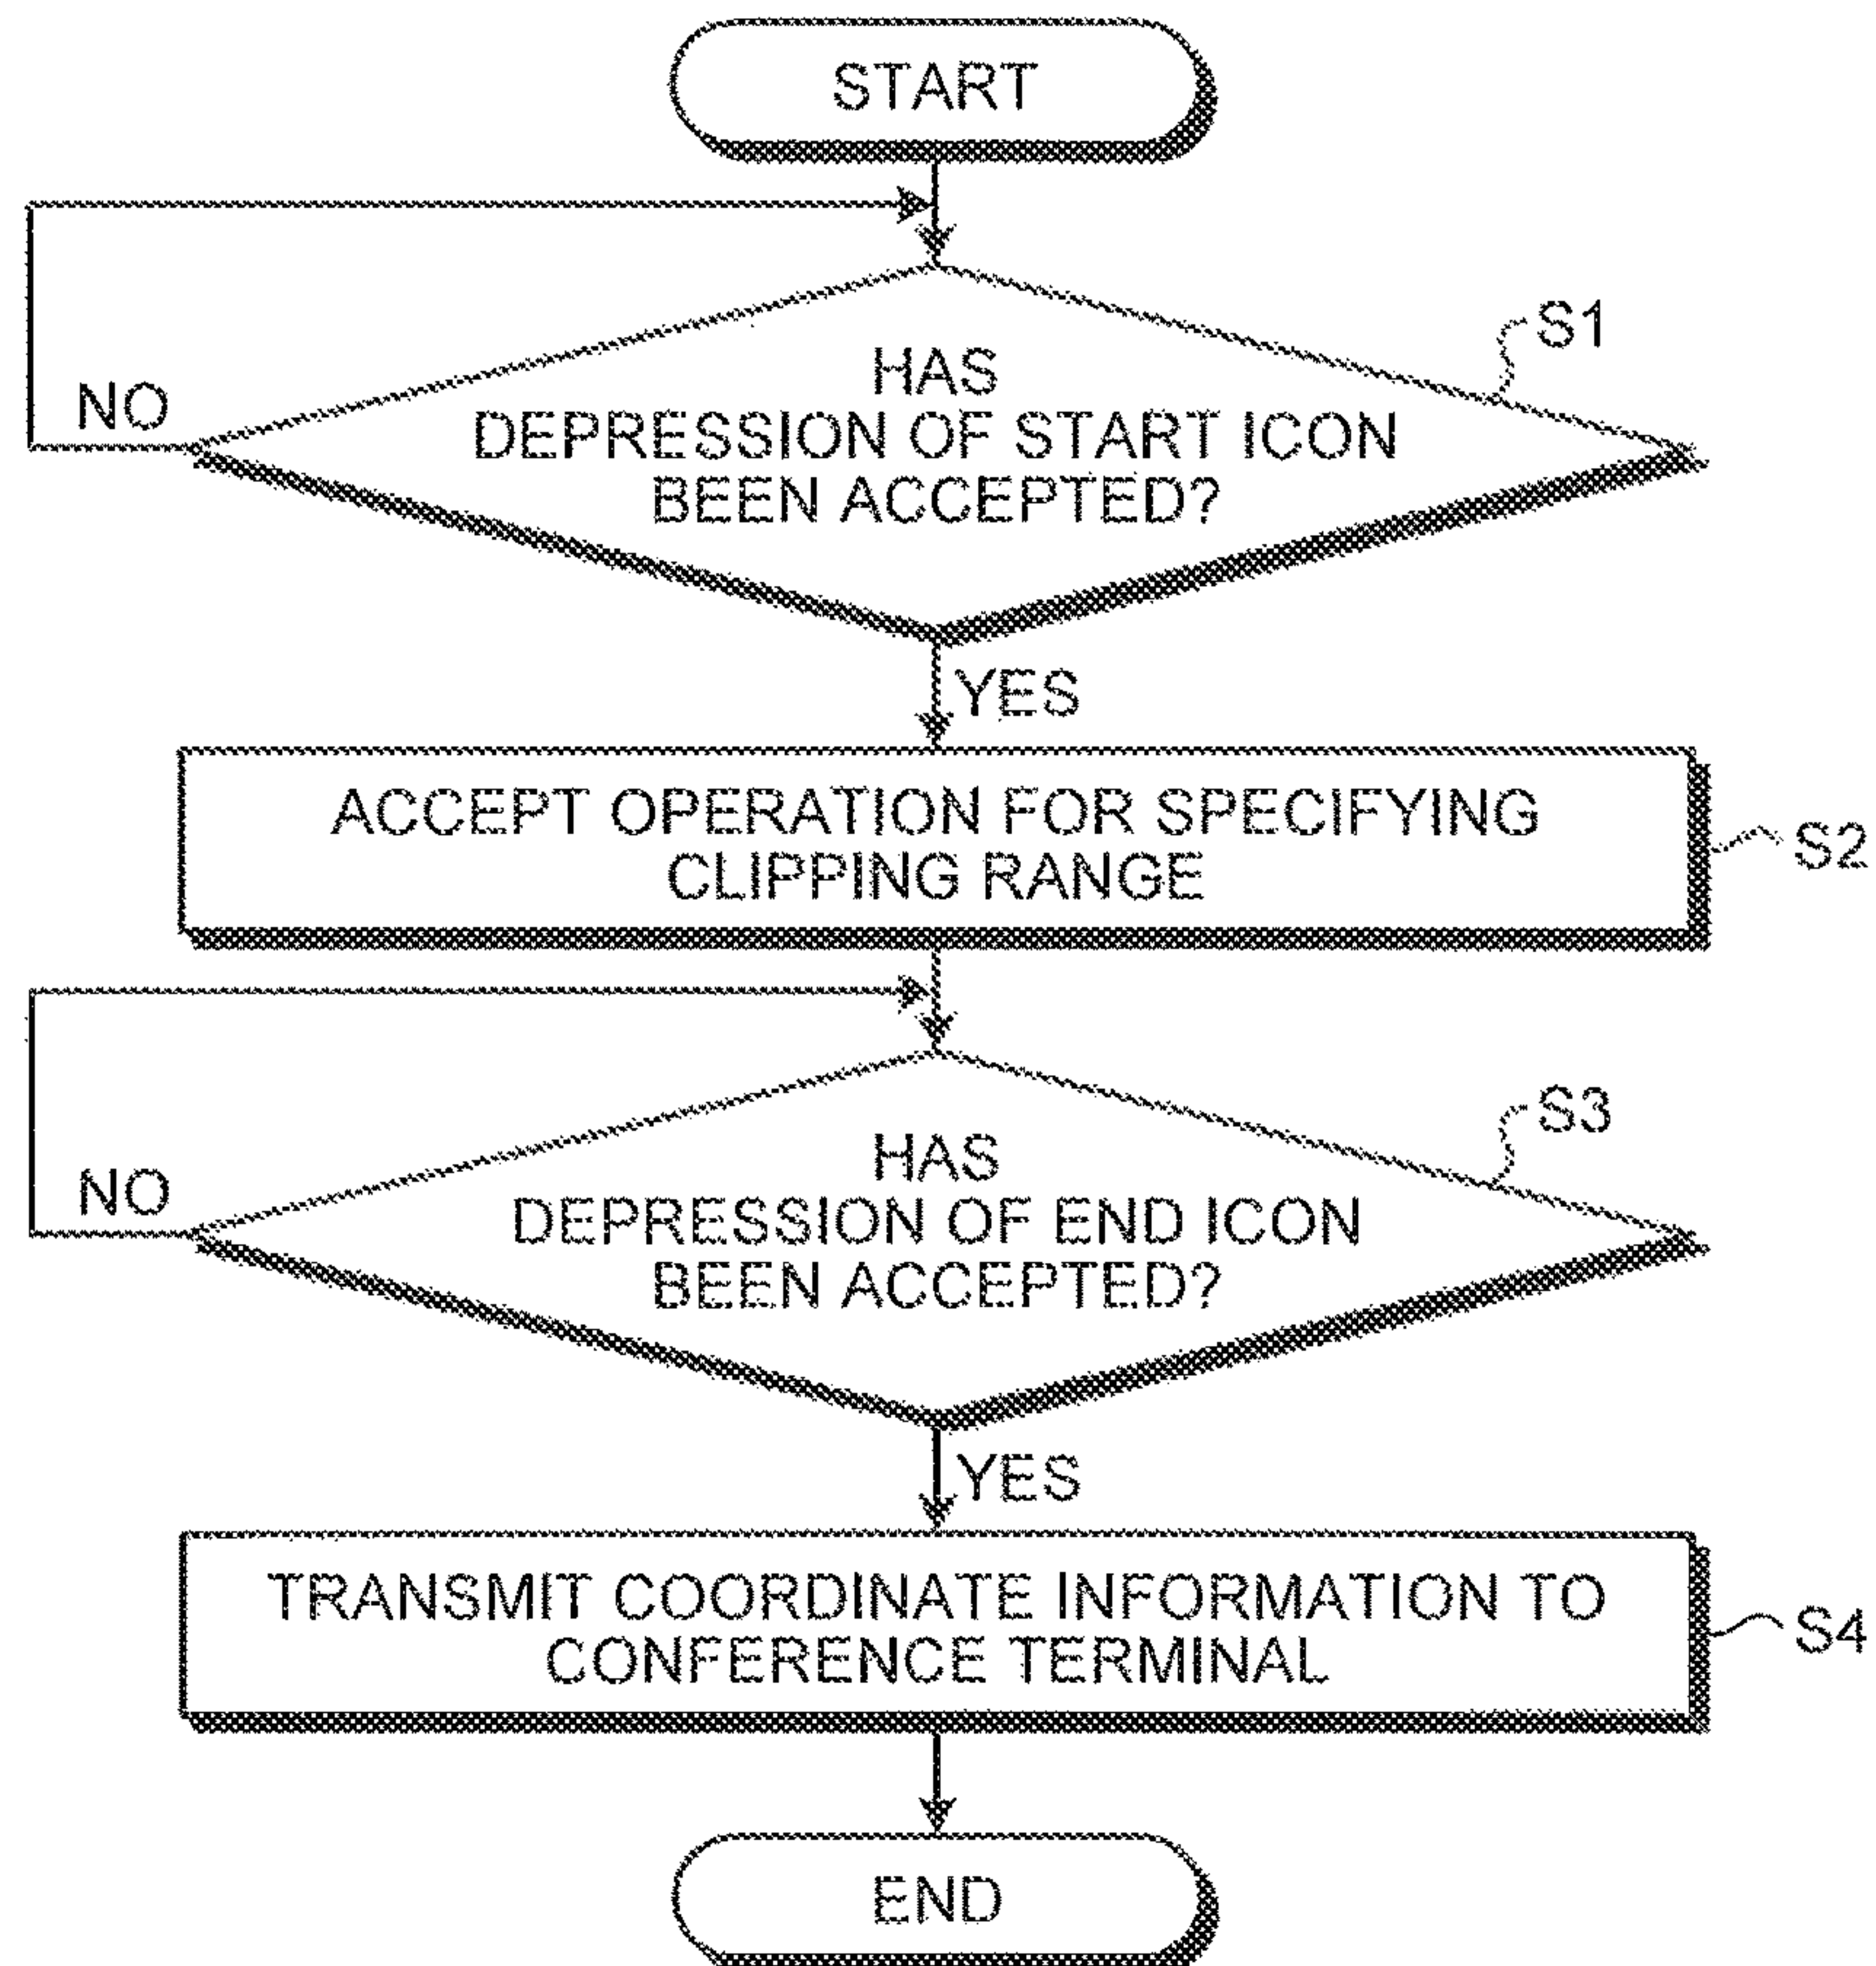 START
S1
HAS
DEPRESSION OF START ICON
BEEN ACCEPTED?
NO
YES
ACCEPT OPERATION FOR SPECIFYING
CLIPPING RANGE
S2
S3
HAS
DEPRESSION OF END ICON
BEEN ACCEPTED?
NO
YES
TRANSMIT COORDINATE INFORMATION TO
CONFERENCE TERMINAL
S4
END